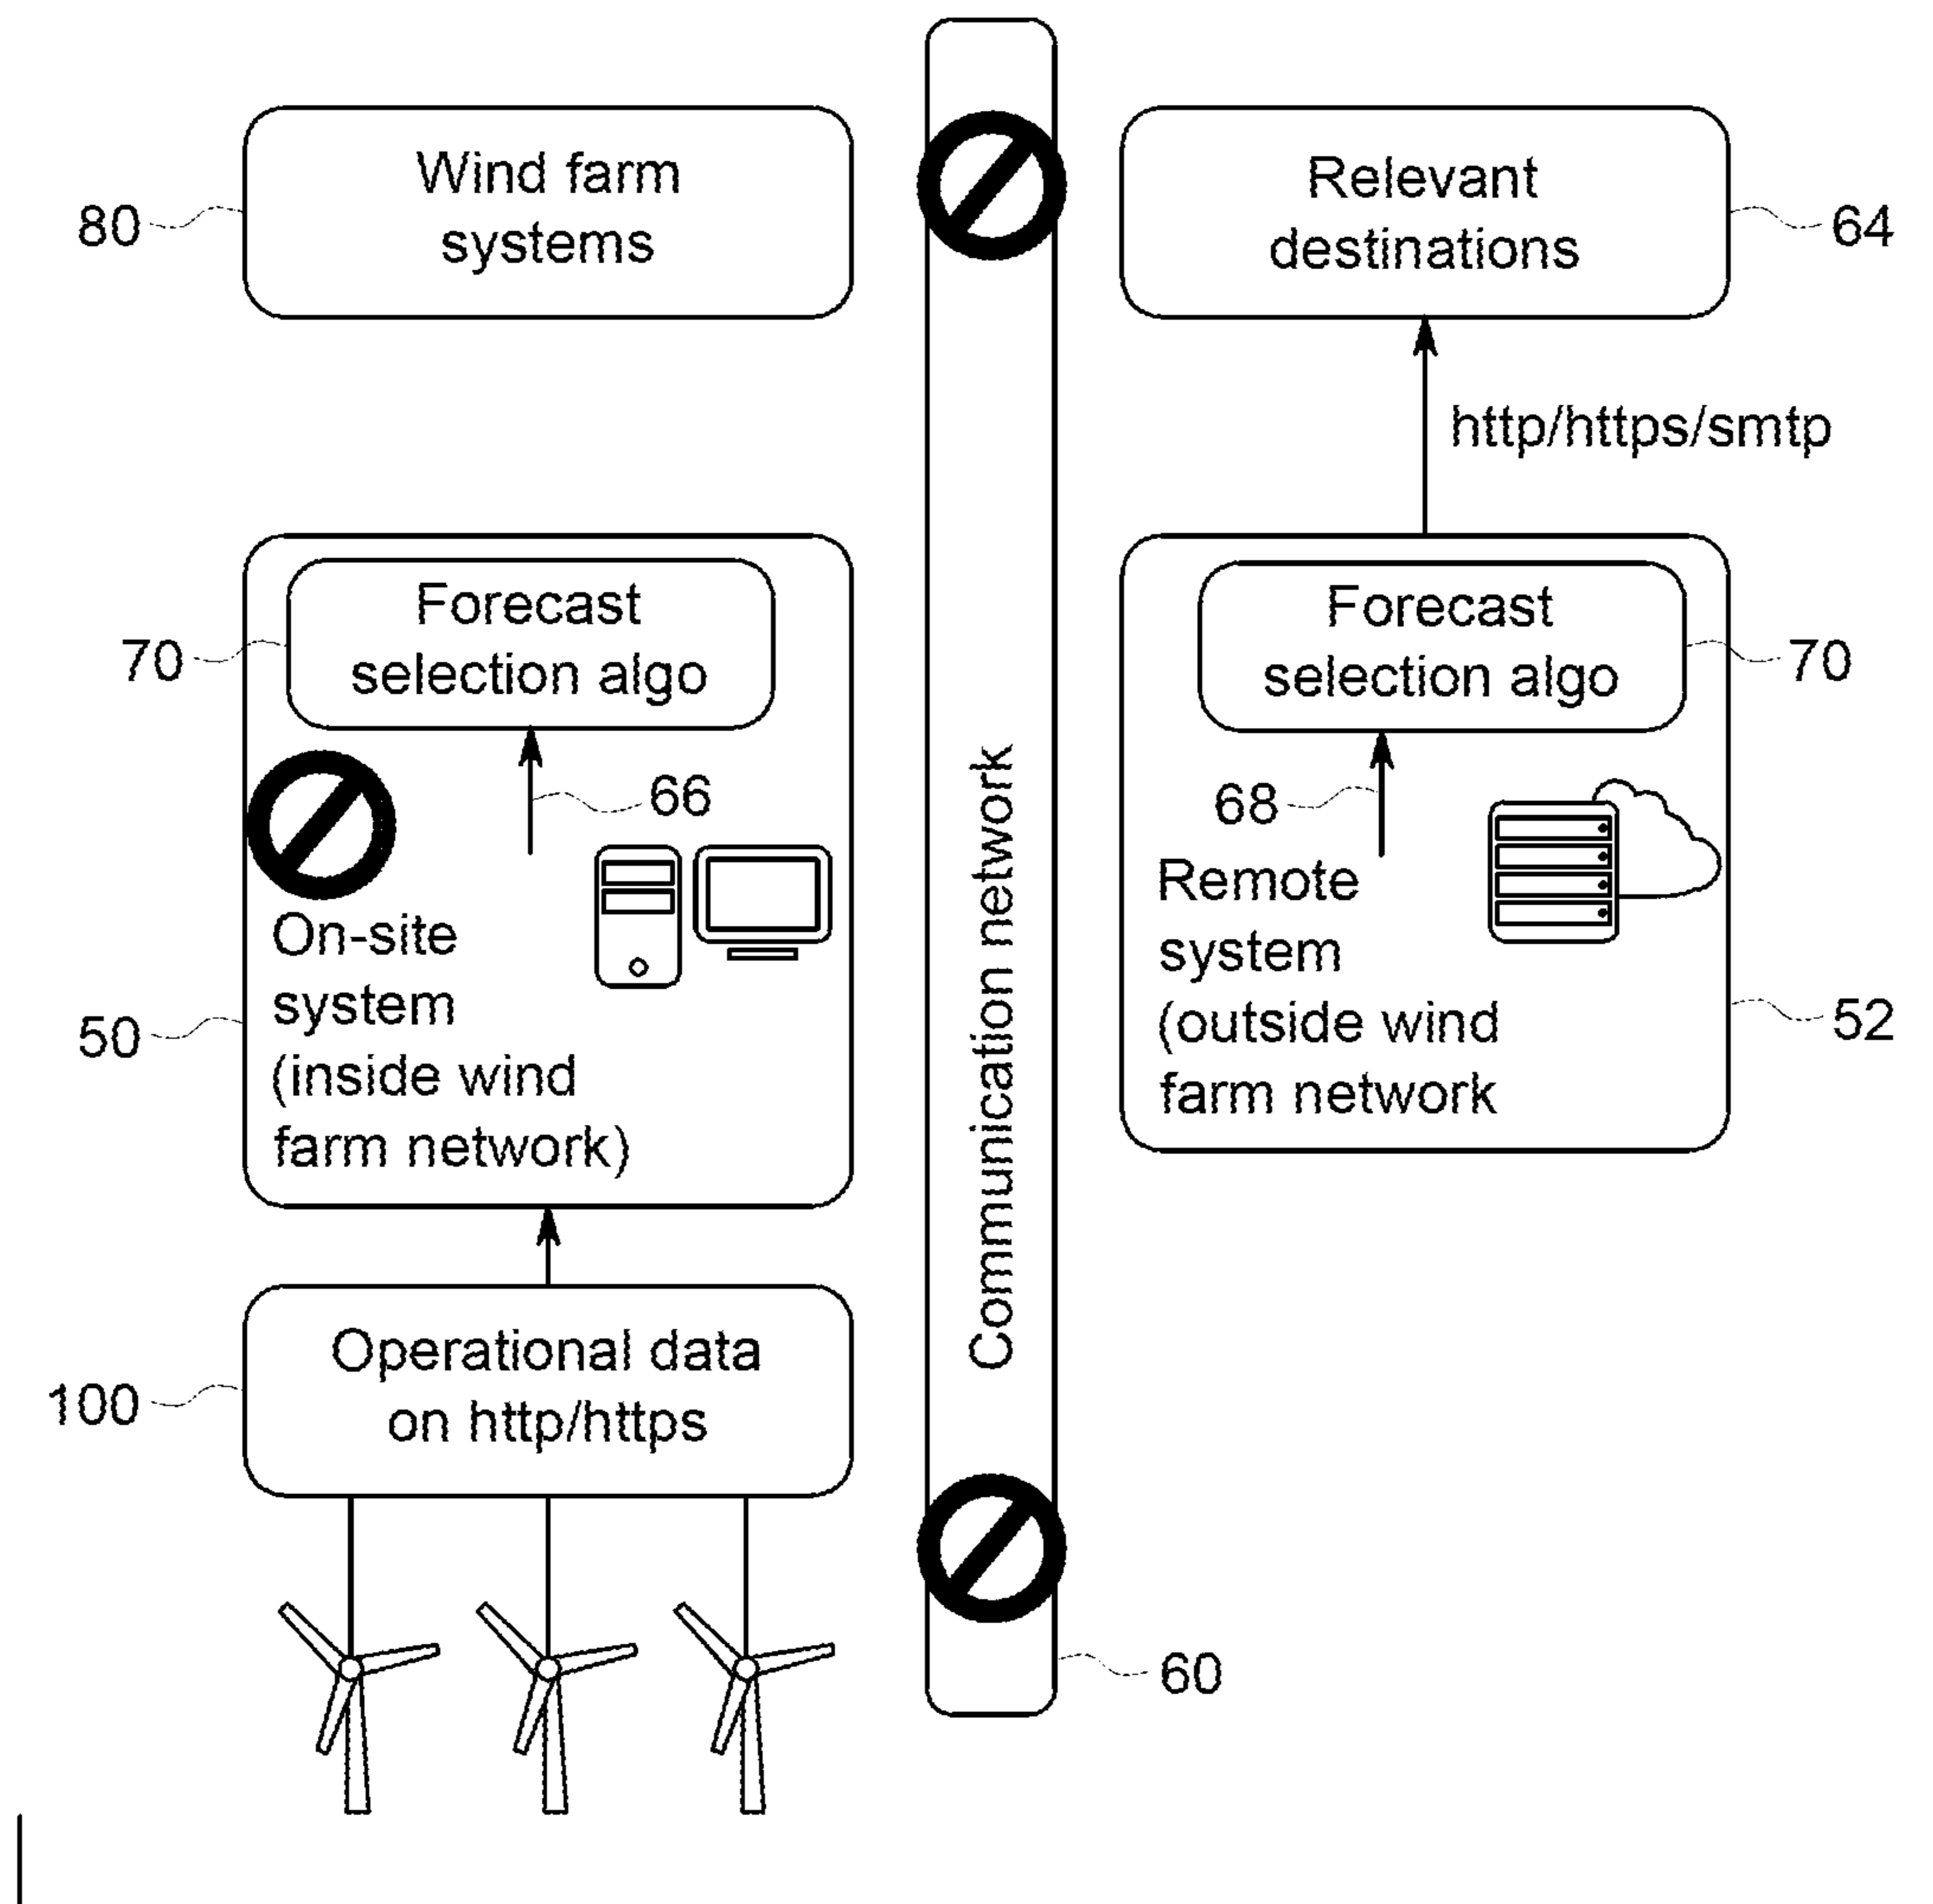 Wind farm
systems
80
Relevant
destinations
64
http/https/smtp
Forecast
selection algo
70
66
On-site
system
(inside wind
farm network)
50
Communication network
Forecast
selection algo
70
68
Remote
system
(outside wind
farm network
52
Operational data
on http/https
100
60